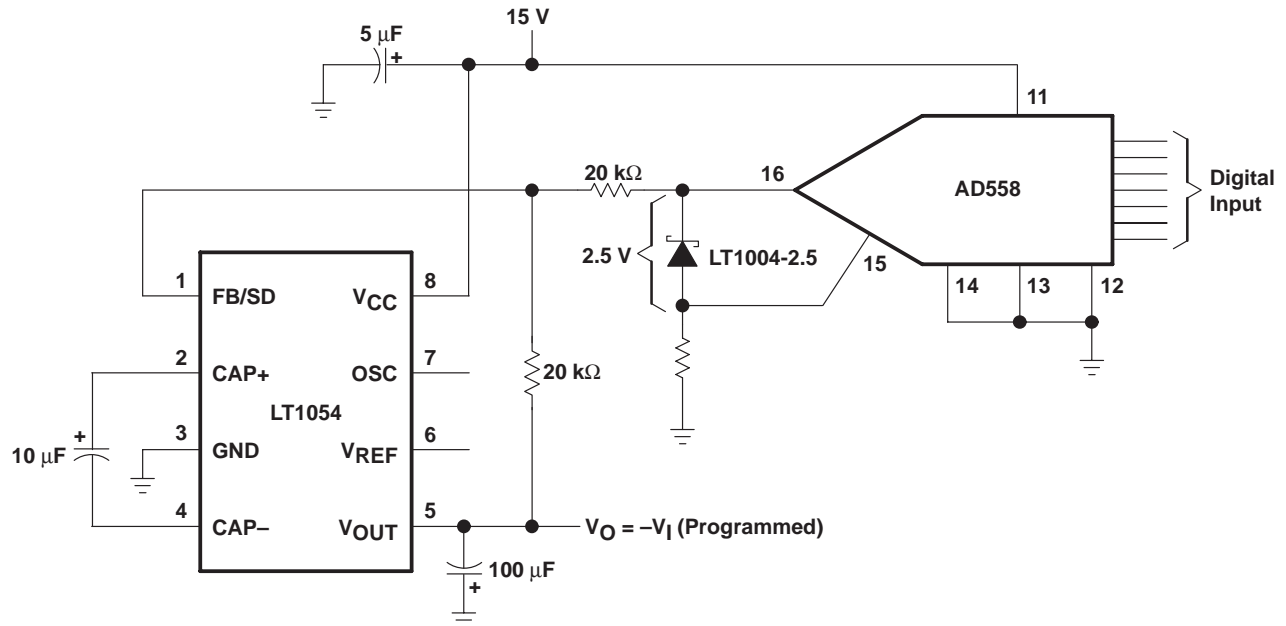 15 V
5 μF
+
11
20 kΩ
16
AD558
Digital
Input
2.5 V
LT1004-2.5
15
14
13
12
1
FB/SD
VCC
8
2
CAP+
OSC
7
20 kΩ
LT1054
+
10 μF
3
GND
VREF
6
4
CAP–
VOUT
5
VO = –VI (Programmed)
100 μF
+